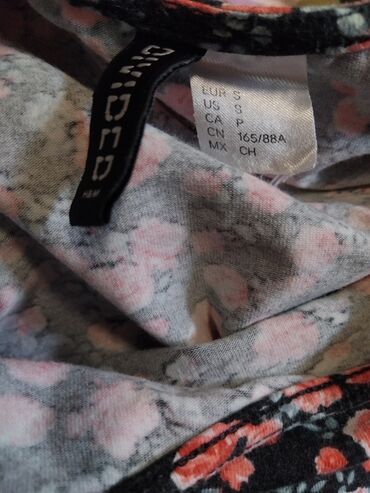 DIVIDED
H&M
EUR S
US S
CA P
CN 165/88A
MX CH